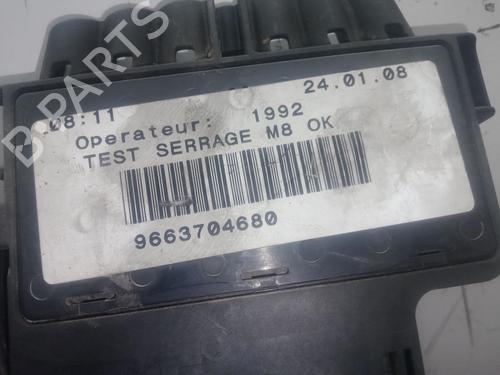 08:11 24.01.08
Operateur: 1992
TEST SERRAGE M8 OK
9663704680
B-PARTS